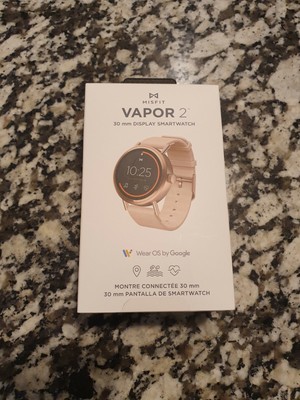 MISFIT
VAPOR 2
30 mm DISPLAY SMARTWATCH
10:25
Wear OS by Google
MONTRE CONNECTÉE 30 mm
30 mm PANTALLA DE SMARTWATCH